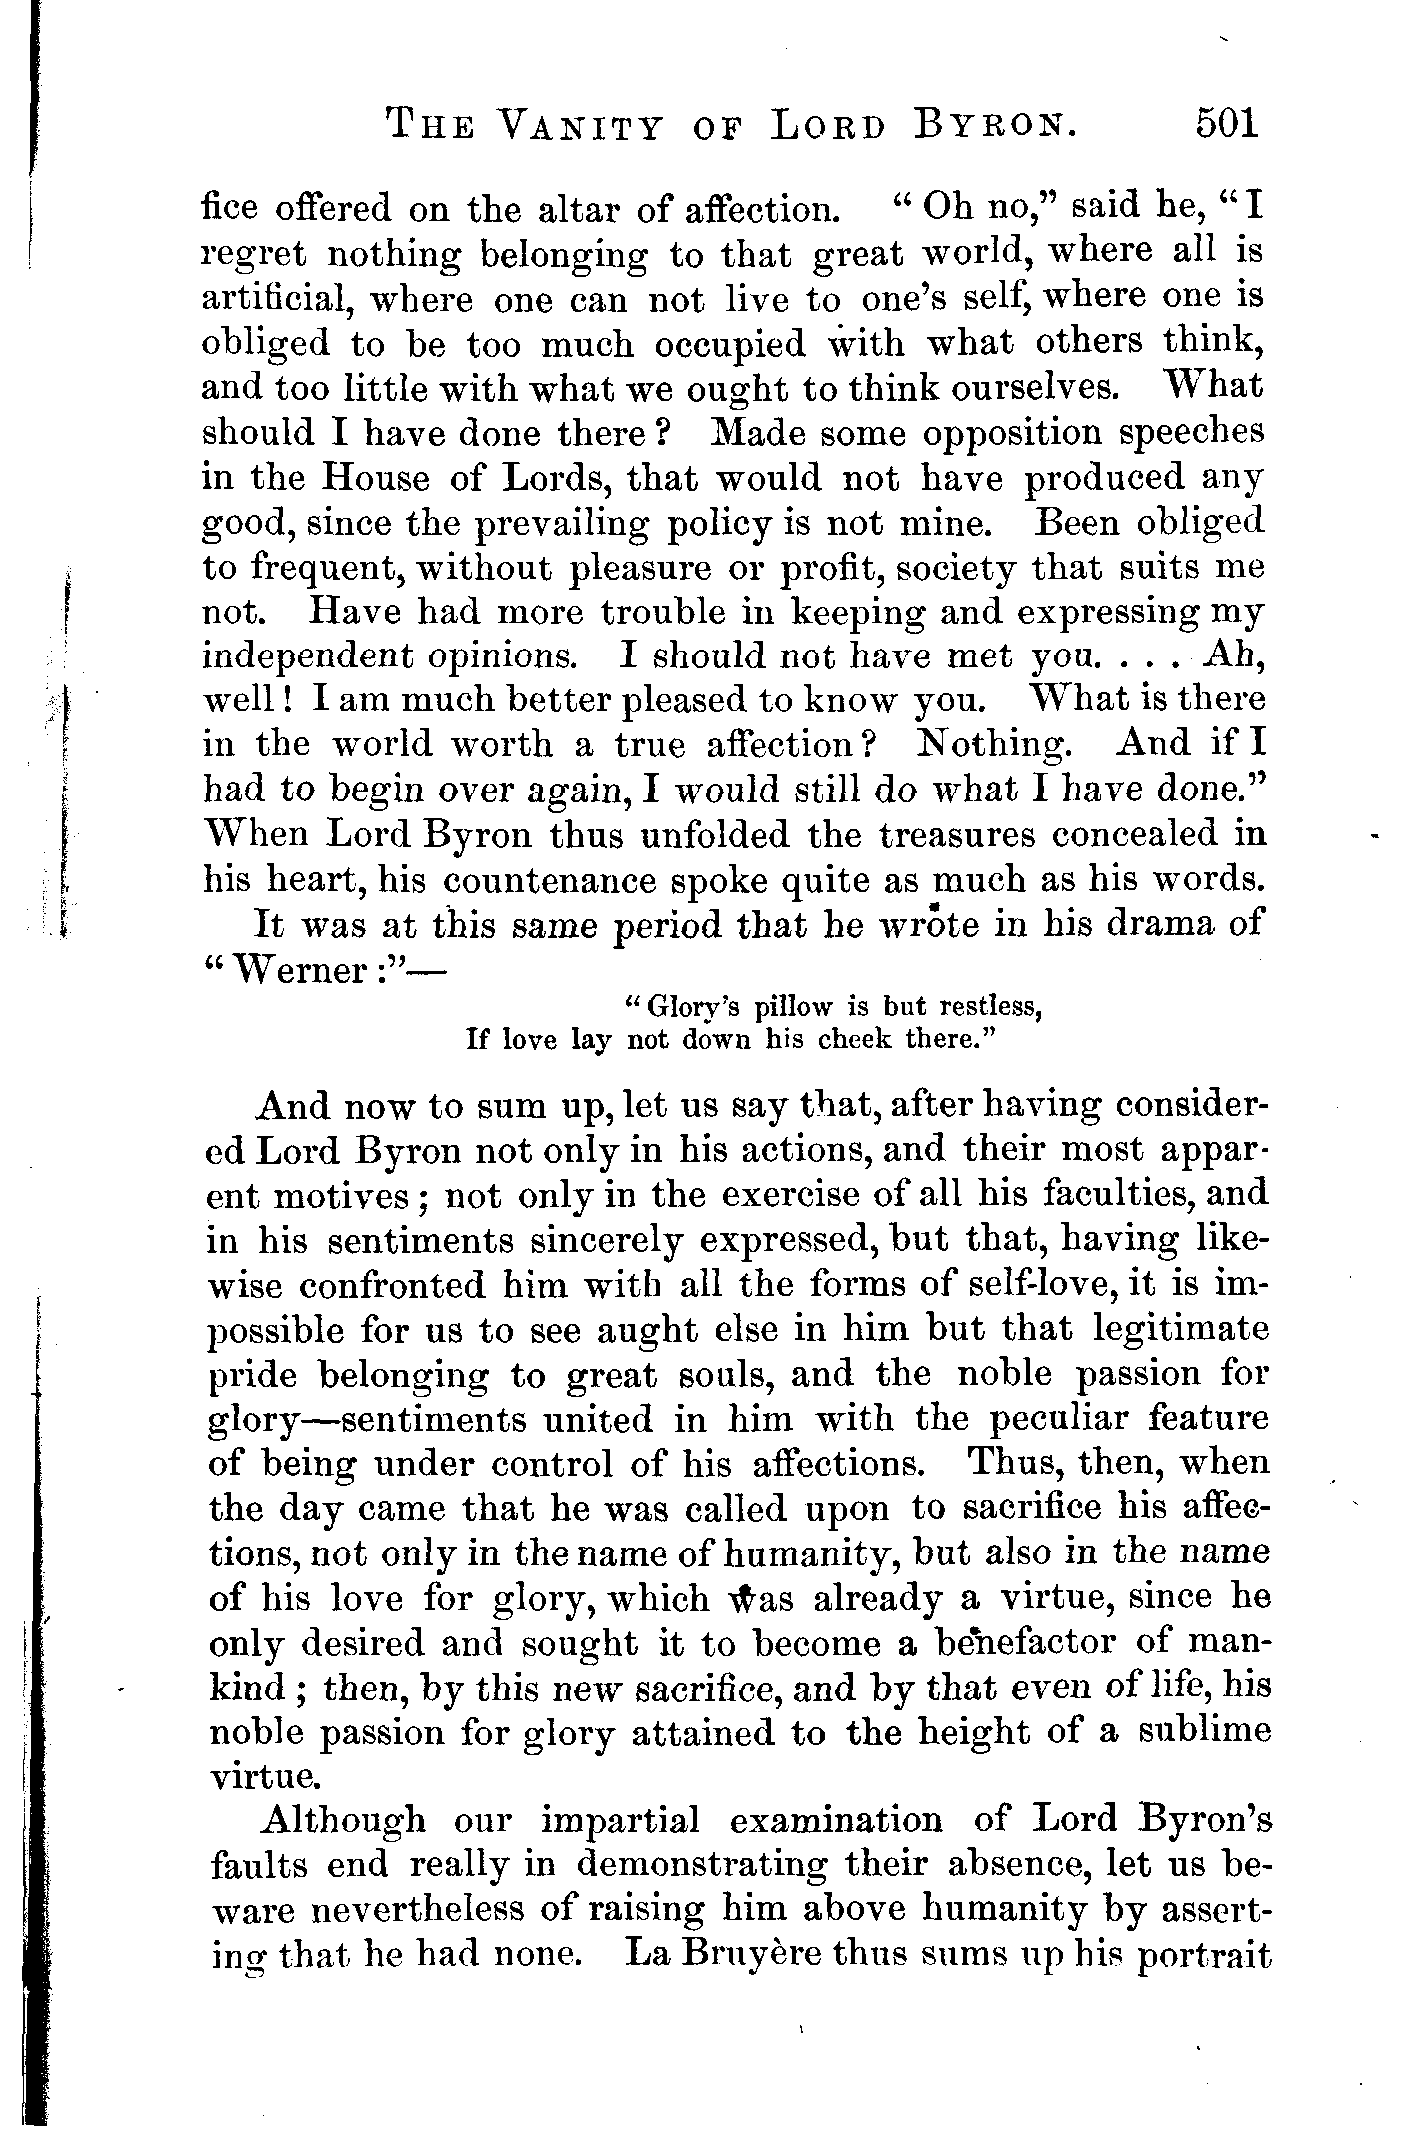 THE VANITY OF LORD BYRON. 501
fice offered on the altar of affection. “ Oh no,” said he, “ I
regret nothing belonging to that great world, where all is
artificial, where one can not live to one’s self, where one is
obliged to be too much occupied with what others think,
and too little with what we ought to think ourselves. What
should I have done there ? Made some opposition speeches
in the House of Lords, that would not have produced any
good, since the prevailing policy is not mine. Been obliged
to frequent, without pleasure or profit, society that suits me
not. Have had more trouble in keeping and expressing my
independent opinions. I should not have met you. . . . Ah,
well ! I am much better pleased to know you. What is there
in the world worth a true affection ? Nothing. And if I
had to begin over again, I would still do what I have done.”
When Lord Byron thus unfolded the treasures concealed in
his heart, his countenance spoke quite as much as his words.
It was at this same period that he wrote in his drama of
“ Werner :”—
“ Glory’s pillow is but restless,
If love lay not down his cheek there.”
And now to sum up, let us say that, after having consider-
ed Lord Byron not only in his actions, and their most appar-
ent motives ; not only in the exercise of all his faculties, and
in his sentiments sincerely expressed, but that, having like-
wise confronted him with all the forms of self-love, it is im-
possible for us to see aught else in him but that legitimate
pride belonging to great souls, and the noble passion for
glory—sentiments united in him with the peculiar feature
of being under control of his affections. Thus, then, when
the day came that he was called upon to sacrifice his affec-
tions, not only in the name of humanity, but also in the name
of his love for glory, which was already a virtue, since he
only desired and sought it to become a benefactor of man-
kind ; then, by this new sacrifice, and by that even of life, his
noble passion for glory attained to the height of a sublime
virtue.
Although our impartial examination of Lord Byron’s
faults end really in demonstrating their absence, let us be-
ware nevertheless of raising him above humanity by assert-
ing that he had none. La Bruyère thus sums up his portrait